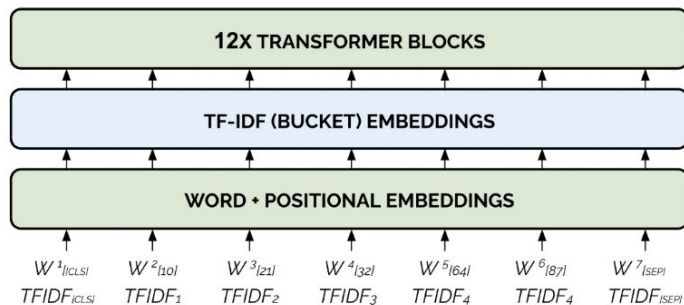 12X TRANSFORMER BLOCKS
TF-IDF (BUCKET) EMBEDDINGS
WORD + POSITIONAL EMBEDDINGS
W¹[CLS] W²[10] W³[21] W⁴[32] W⁵[64] W⁶[87] W⁷[SEP]
TFIDF[CLS] TFIDF₁ TFIDF₂ TFIDF₃ TFIDF₄ TFIDF₄ TFIDF[SEP]